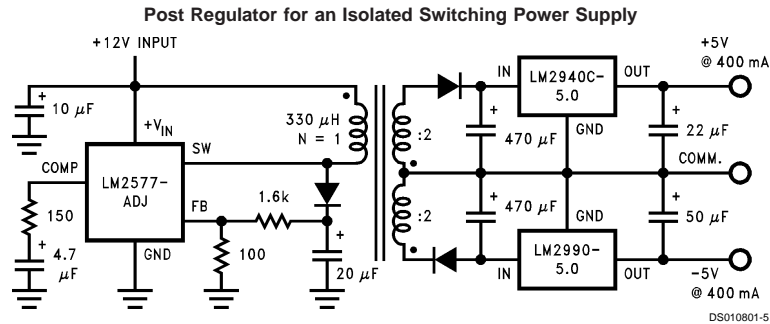 Post Regulator for an Isolated Switching Power Supply
+12V INPUT
+5V
@ 400 mA
IN
LM2940C-
5.0
OUT
+
10 μF
+VIN
330 μH
N = 1
:2
+
470 μF
GND
+
22 μF
SW
COMP
LM2577-
ADJ
COMM.
FB
1.6k
:2
+
470 μF
GND
+
50 μF
150
100
+
20 μF
+
4.7
μF
GND
LM2990-
5.0
IN
OUT
-5V
@ 400 mA
DS010801-5